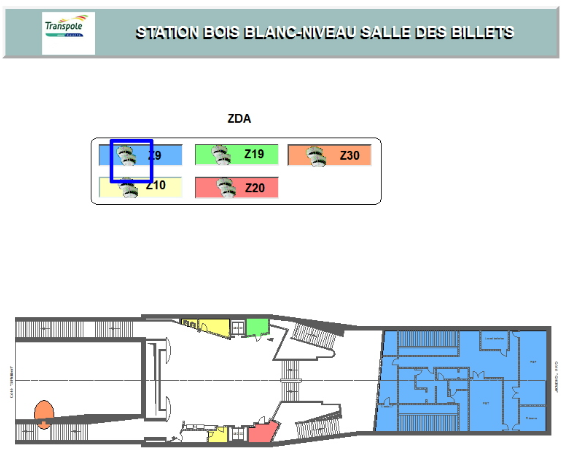 Transpole
STATION BOIS BLANC-NIVEAU SALLE DES BILLETS
ZDA
Z9 Z19 Z30
Z10 Z20